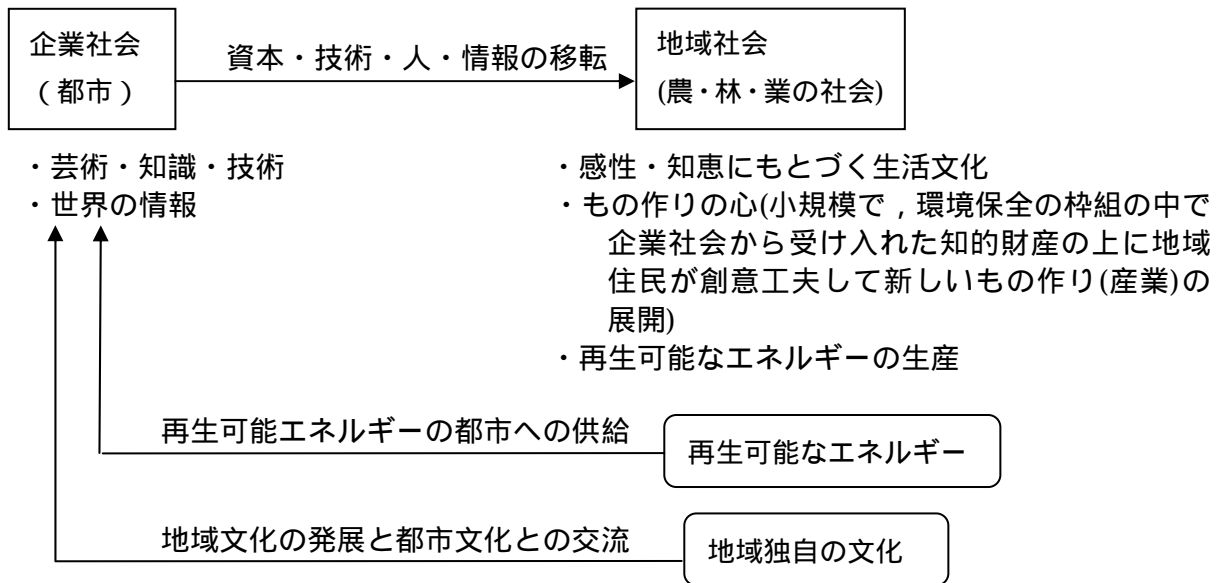 企業社会
(都市)
資本・技術・人・情報の移転
地域社会
(農・林・業の社会)
・芸術・知識・技術
・世界の情報
・感性・知恵にもとづく生活文化
・もの作りの心(小規模で，環境保全の枠組の中で
企業社会から受け入れた知的財産の上に地域
住民が創意工夫して新しいもの作り(産業)の
展開)
・再生可能なエネルギーの生産
再生可能エネルギーの都市への供給
再生可能なエネルギー
地域文化の発展と都市文化との交流
地域独自の文化